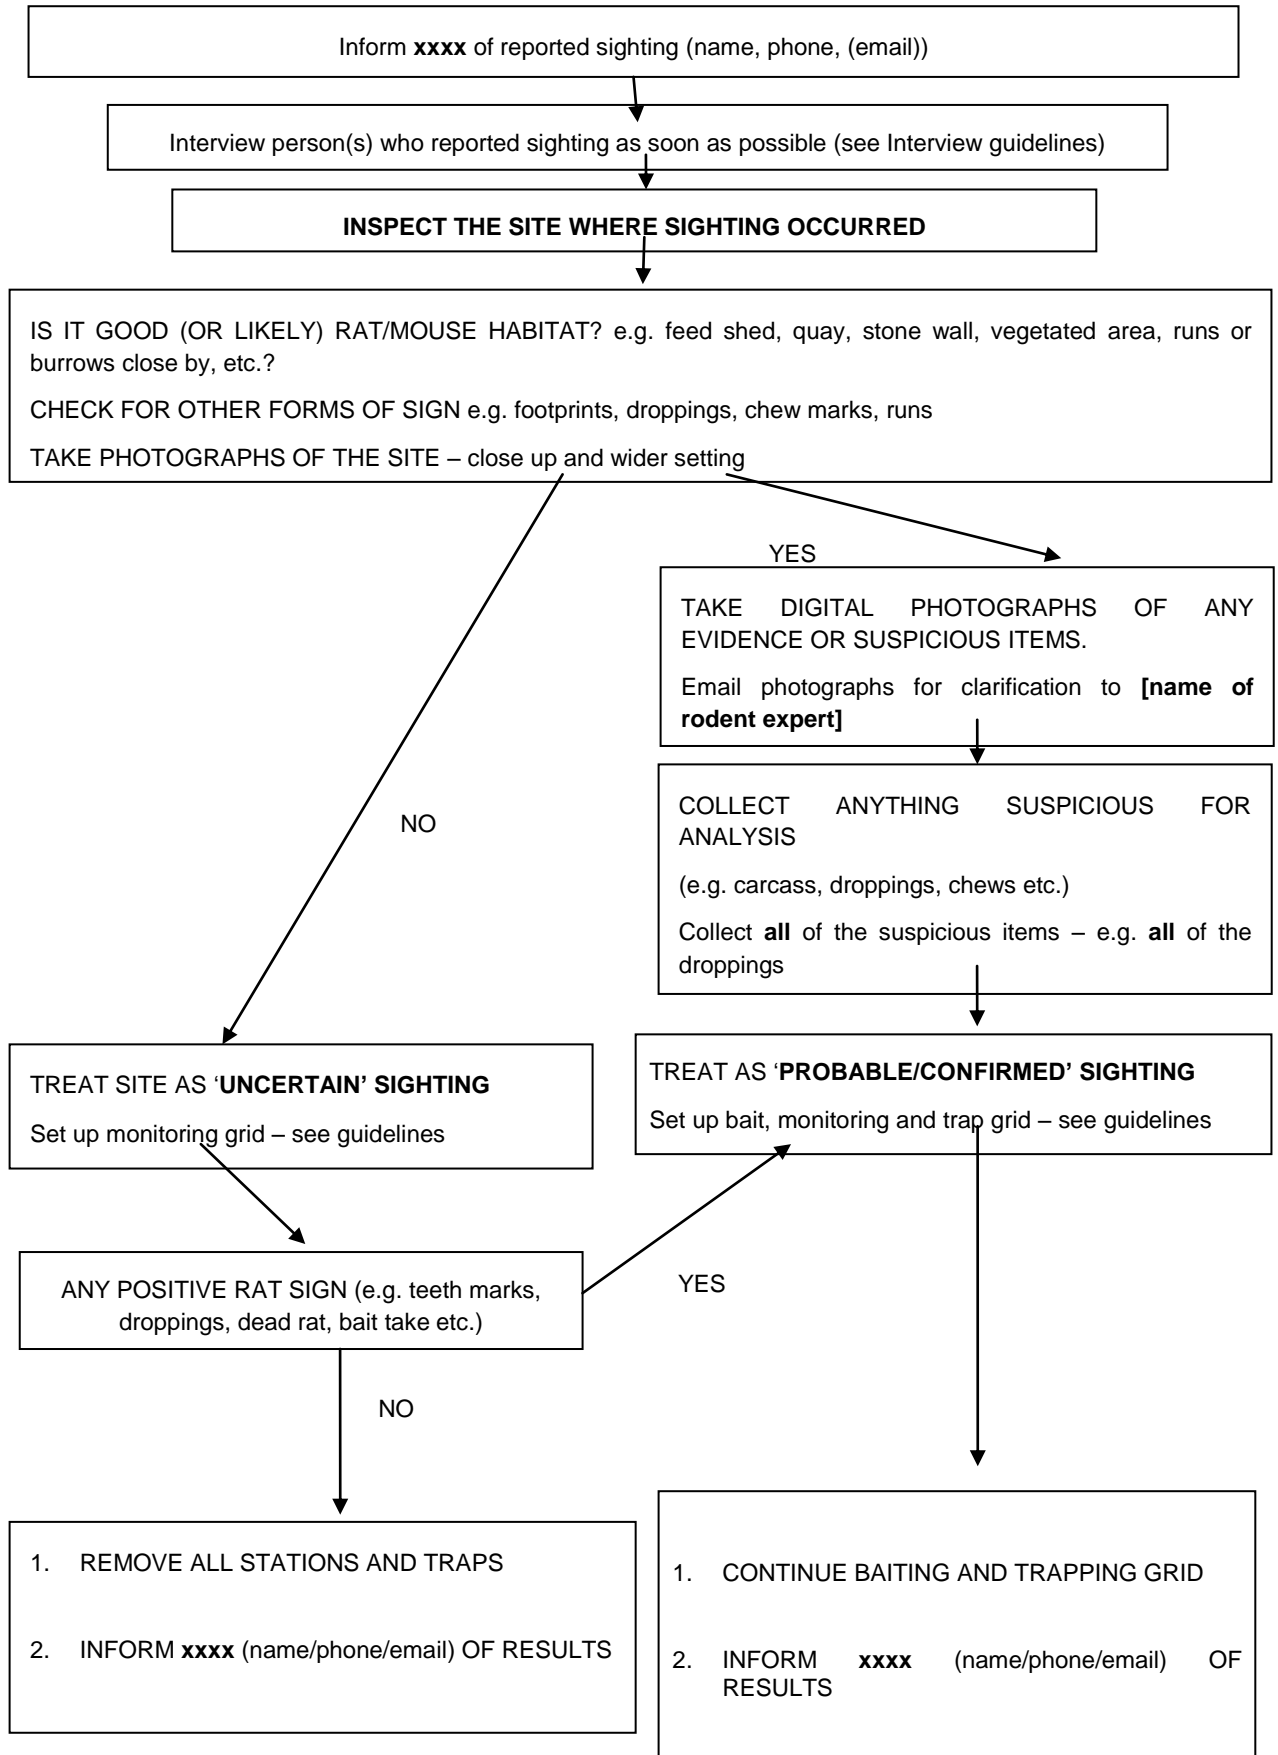 Inform xxxx of reported sighting (name, phone, (email))
Interview person(s) who reported sighting as soon as possible (see Interview guidelines)
INSPECT THE SITE WHERE SIGHTING OCCURRED
IS IT GOOD (OR LIKELY) RAT/MOUSE HABITAT? e.g. feed shed, quay, stone wall, vegetated area, runs or
burrows close by, etc.?
CHECK FOR OTHER FORMS OF SIGN e.g. footprints, droppings, chew marks, runs
TAKE PHOTOGRAPHS OF THE SITE – close up and wider setting
YES
TAKE DIGITAL PHOTOGRAPHS OF ANY
EVIDENCE OR SUSPICIOUS ITEMS.
Email photographs for clarification to [name of
rodent expert]
NO
COLLECT ANYTHING SUSPICIOUS FOR
ANALYSIS
(e.g. carcass, droppings, chews etc.)
Collect all of the suspicious items – e.g. all of the
droppings
TREAT SITE AS ‘UNCERTAIN’ SIGHTING
Set up monitoring grid – see guidelines
TREAT AS ‘PROBABLE/CONFIRMED’ SIGHTING
Set up bait, monitoring and trap grid – see guidelines
ANY POSITIVE RAT SIGN (e.g. teeth marks,
droppings, dead rat, bait take etc.)
YES
NO
1. REMOVE ALL STATIONS AND TRAPS
2. INFORM xxxx (name/phone/email) OF RESULTS
1. CONTINUE BAITING AND TRAPPING GRID
2. INFORM xxxx (name/phone/email) OF
RESULTS